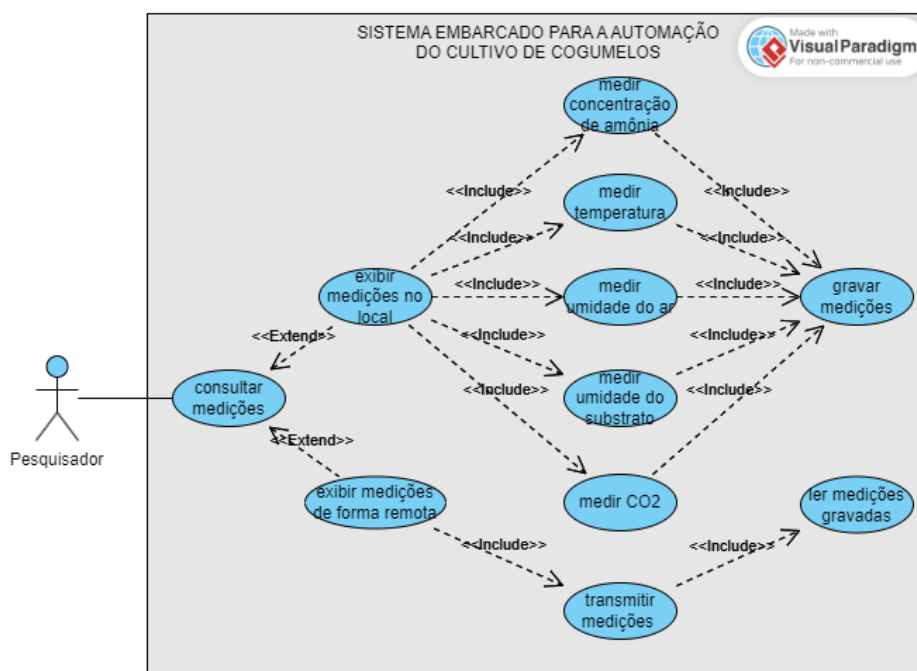 SISTEMA EMBARCADO PARA A AUTOMAÇÃO
DO CULTIVO DE COGUMELOS
Made with
Visual Paradigm
For non-commercial use
medir
concentração
de amônia
<<Include>>
<<Include>>
medir
temperatura
<<Include>>
<<Include>>
exibir
medições no
local
<<Include>>
medir
umidade do ar
<<Include>>
gravar
medições
<<Extend>>
<<Include>>
<<Include>>
consultar
medições
<<Include>>
medir
umidade do
substrato
<<Include>>
Pesquisador
<<Extend>>
exibir medições
de forma remota
medir CO2
ler medições
gravadas
<<Include>>
<<Include>>
transmitir
medições